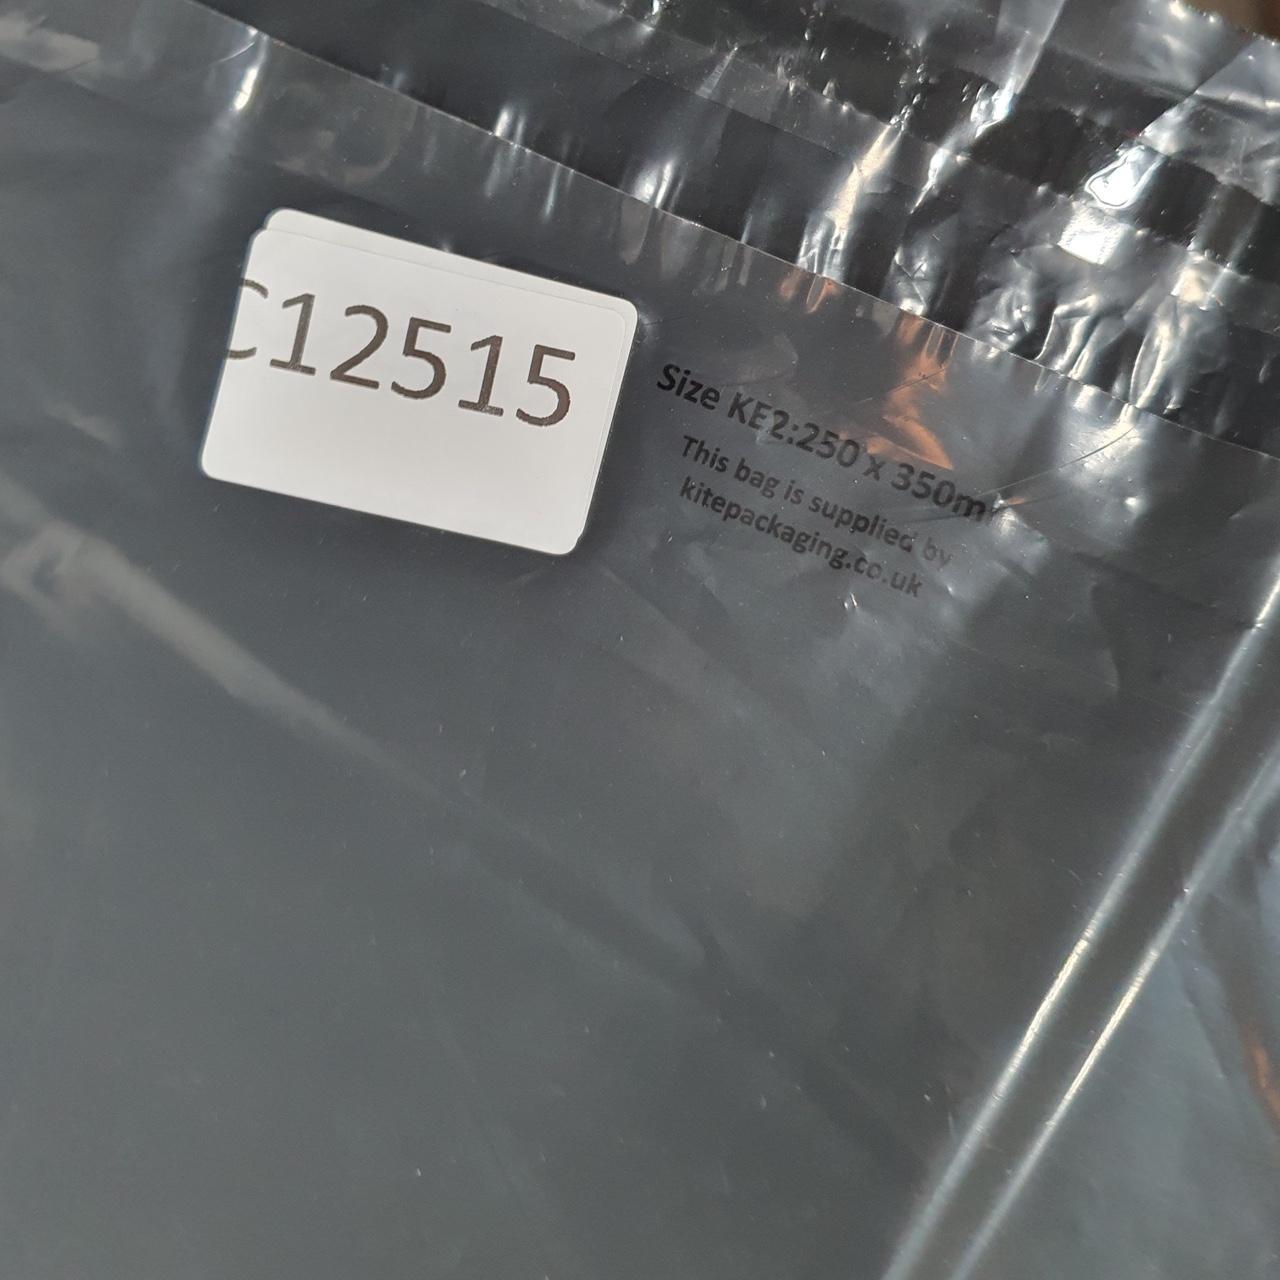 C12515
Size KE2:250 x 350m
This bag is supplied by
kitepackaging.co.uk